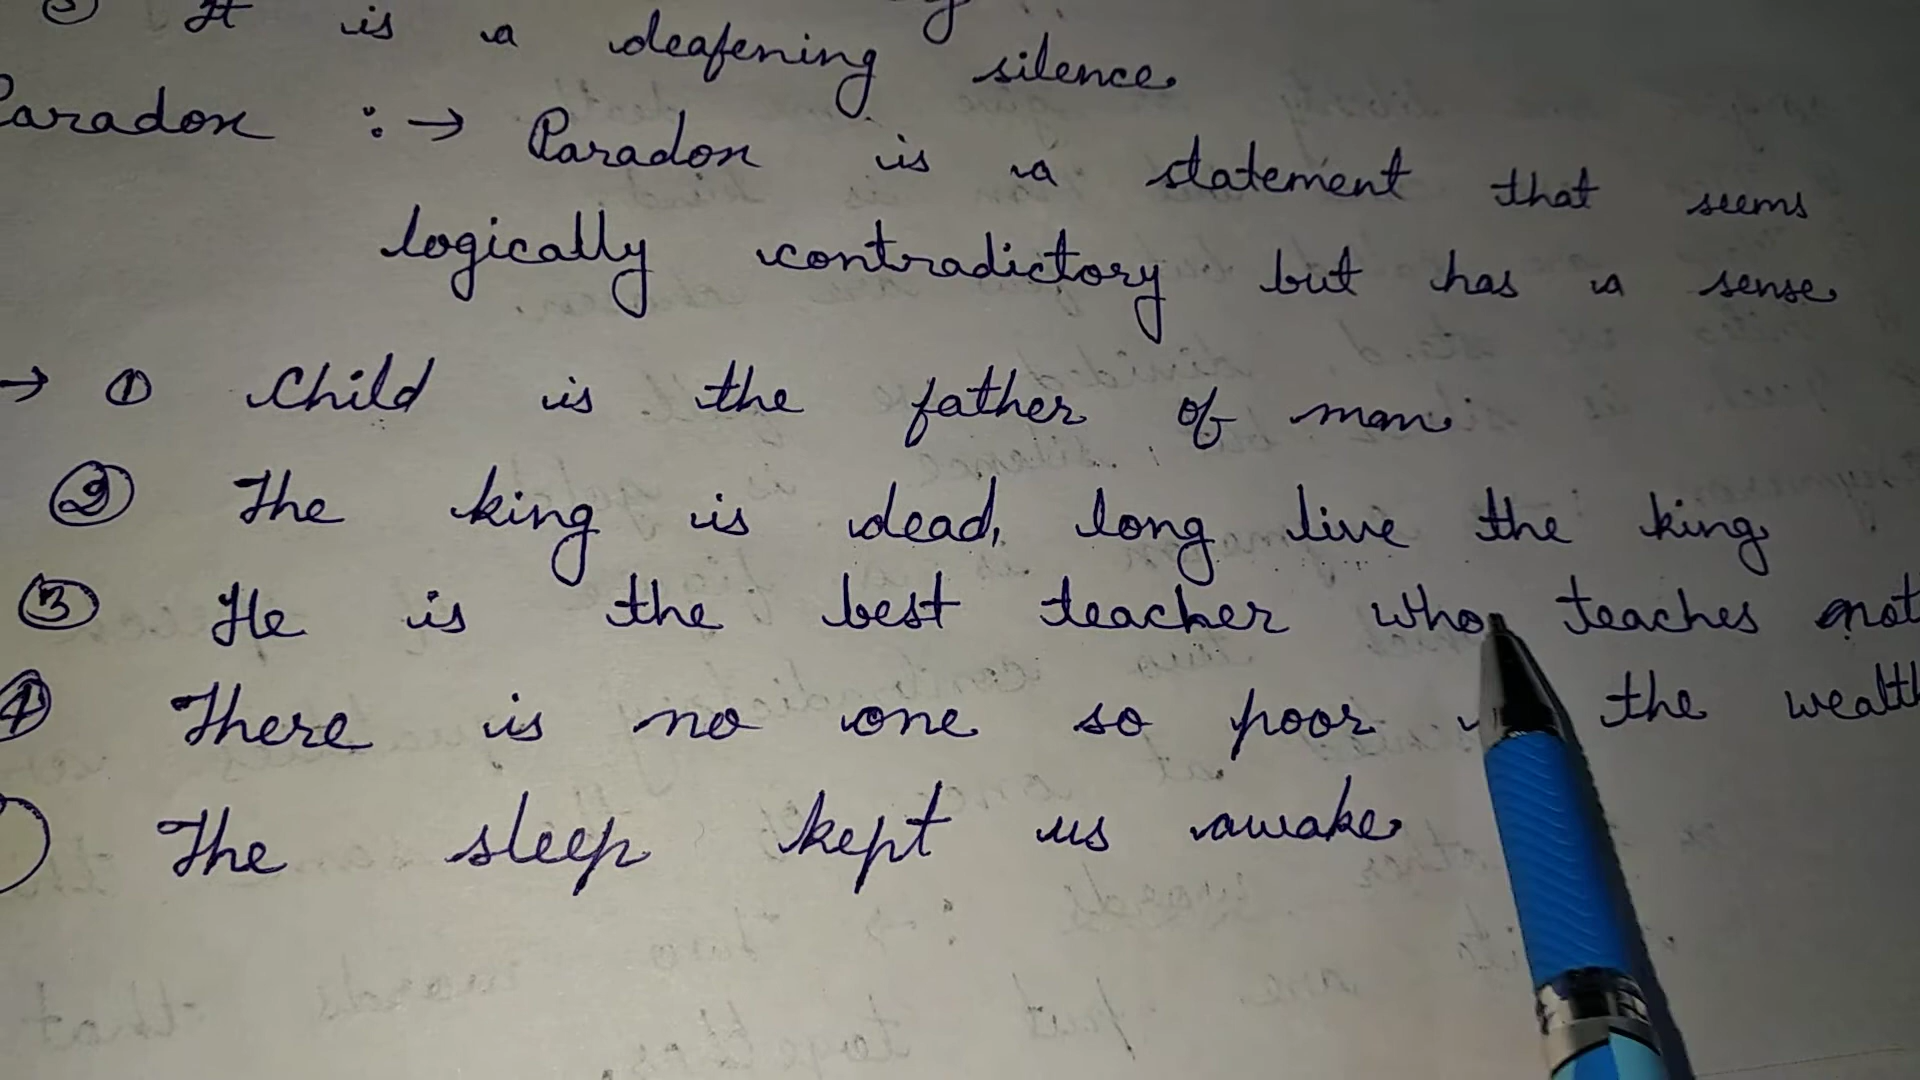 It is a deafening silence.
Paradox :→ Paradox is a statement that seems
logically contradictory but has a sense.
→ ① Child is the father of man.
② The king is dead, long live the king.
③ He is the best teacher who teaches not
④ There is no one so poor the wealth
The sleep kept us awake.